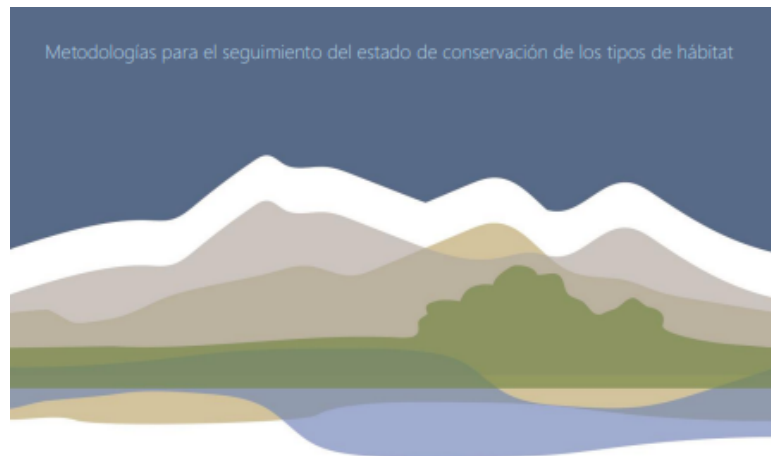 Metodologías para el seguimiento del estado de conservación de los tipos de hábitat